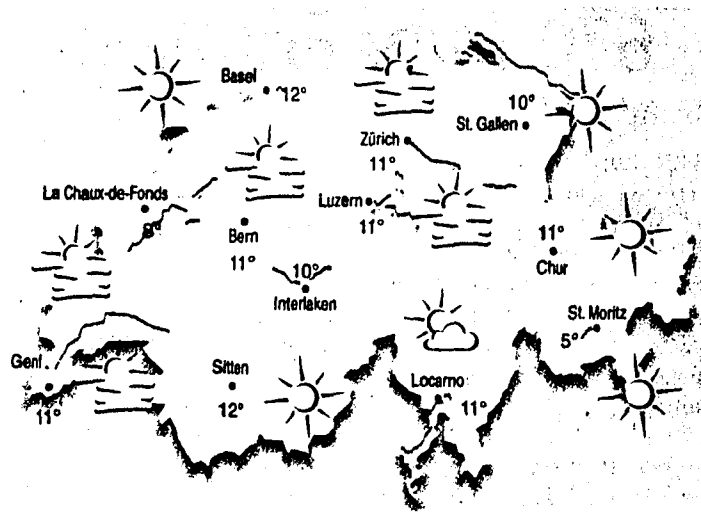 Basel
12°
10°
St. Gallen
Zürich
11°
La Chaux-de-Fonds
Luzern
11°
Bern
11°
11°
Chur
10°
Interlaken
St. Moritz
5°
Genf
11°
Sitten
12°
Locarno
11°